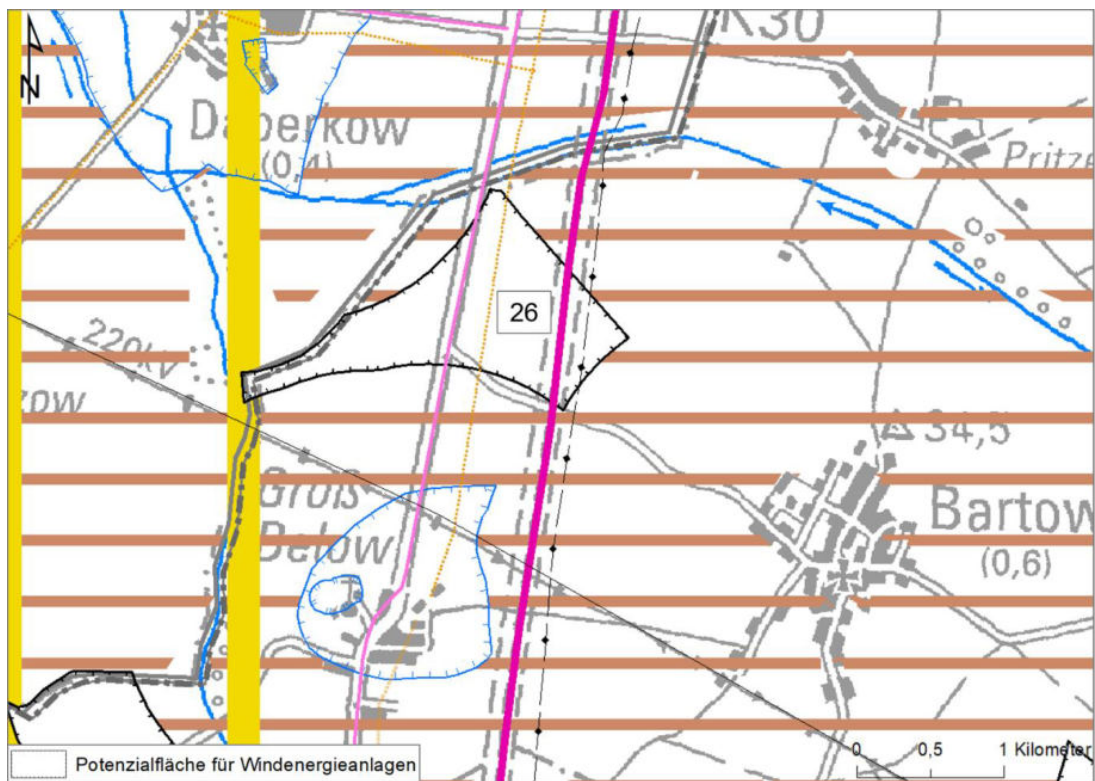 K30
N
Daberkow
(0,4)
Pritze
26
220kV
zow
34,5
Groß
Below
Bartow
(0,6)
0 0,5 1 Kilometer
Potenzialfläche für Windenergieanlagen